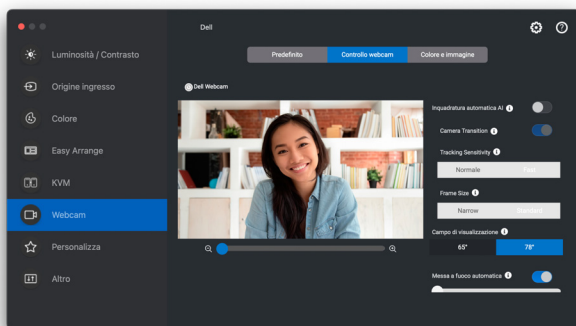 Dell
Predefinito Controllo webcam Colore e immagine
Luminosità / Contrasto
Origine ingresso
Colore
Easy Arrange
KVM
Webcam
Personalizza
Altro
Dell Webcam
Inquadratura automatica AI
Camera Transition
Tracking Sensitivity
Normale Fast
Frame Size
Narrow Standard
Campo di visualizzazione
65° 78°
Messa a fuoco automatica